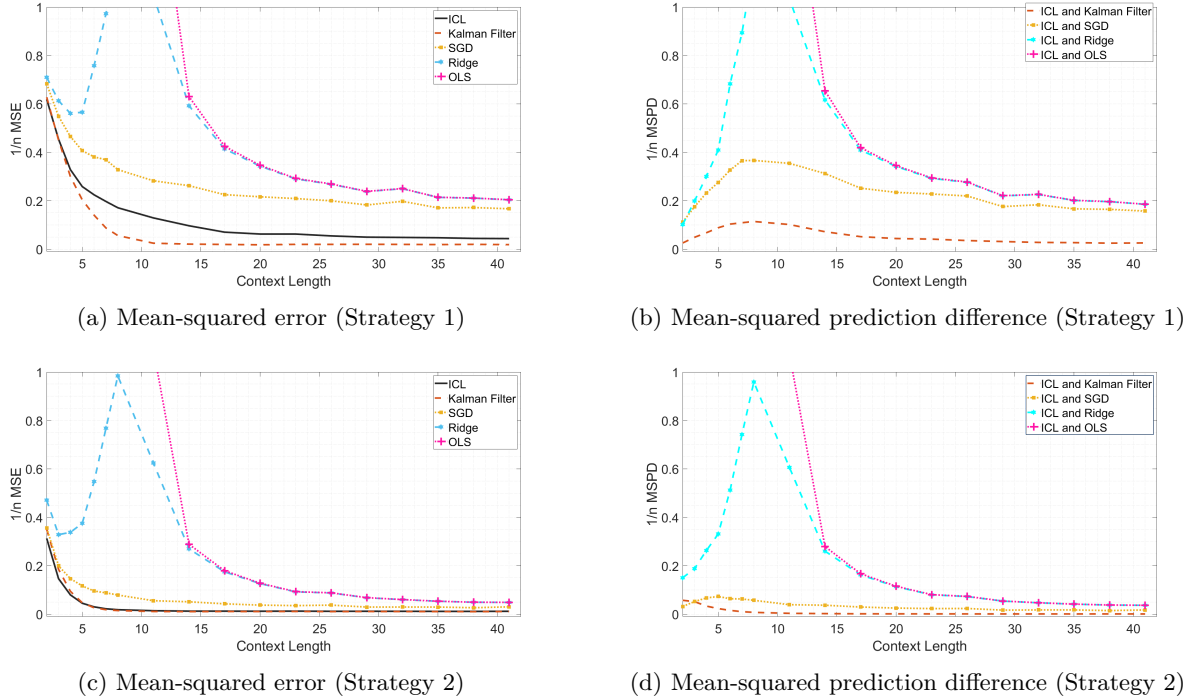 1
0.8
0.6
0.4
0.2
0
1/n MSE
5 10 15 20 25 30 35 40
Context Length
ICL
Kalman Filter
SGD
Ridge
OLS
(a) Mean-squared error (Strategy 1)
1
0.8
0.6
0.4
0.2
0
1/n MSPD
5 10 15 20 25 30 35 40
Context Length
ICL and Kalman Filter
ICL and SGD
ICL and Ridge
ICL and OLS
(b) Mean-squared prediction difference (Strategy 1)
1
0.8
0.6
0.4
0.2
0
1/n MSE
5 10 15 20 25 30 35 40
Context Length
ICL
Kalman Filter
SGD
Ridge
OLS
(c) Mean-squared error (Strategy 2)
1
0.8
0.6
0.4
0.2
0
1/n MSPD
5 10 15 20 25 30 35 40
Context Length
ICL and Kalman Filter
ICL and SGD
ICL and Ridge
ICL and OLS
(d) Mean-squared prediction difference (Strategy 2)